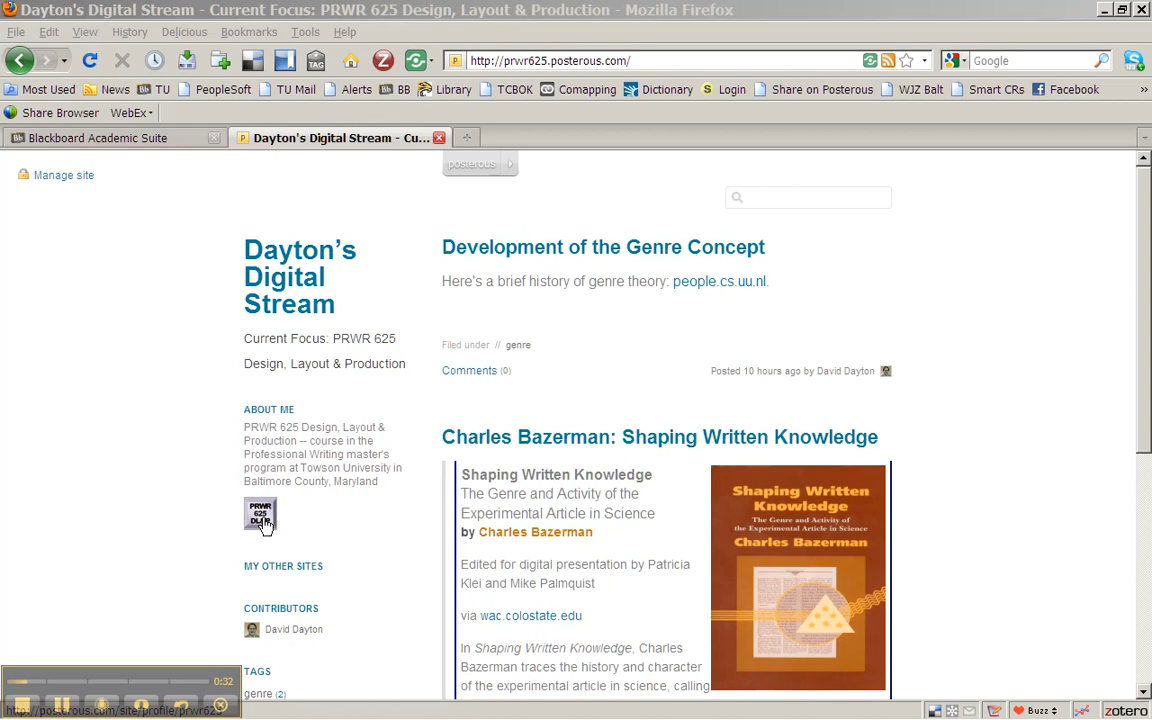 Dayton's Digital Stream - Current Focus: PRWR 625 Design, Layout & Production - Mozilla Firefox
File Edit View History Delicious Bookmarks Tools Help
TAG
http://prwr625.posterous.com/
Google
Most Used News TU PeopleSoft TU Mail Alerts BB Library TCBOK Comapping Dictionary Login Share on Posterous WJZ Balt Smart CRs Facebook »
Share Browser WebEx
Blackboard Academic Suite
Dayton's Digital Stream - Cu...
Manage site
posterous
Dayton's
Digital
Stream
Current Focus: PRWR 625
Design, Layout & Production
ABOUT ME
PRWR 625 Design, Layout &
Production -- course in the
Professional Writing master's
program at Towson University in
Baltimore County, Maryland
PRWR
625
MY OTHER SITES
CONTRIBUTORS
David Dayton
TAGS
genre (2)
Development of the Genre Concept
Here's a brief history of genre theory: people.cs.uu.nl.
Filed under // genre
Comments (0)
Posted 10 hours ago by David Dayton
Charles Bazerman: Shaping Written Knowledge
Shaping Written Knowledge
The Genre and Activity of the
Experimental Article in Science
by Charles Bazerman
Edited for digital presentation by Patricia
Klei and Mike Palmquist
via wac.colostate.edu
In Shaping Written Knowledge, Charles
Bazerman traces the history and character
of the experimental article in science, calling
Shaping Written
Knowledge
The Genre and Activity of
the Experimental Article in Science
Charles Bazerman
0:32
http://posterous.com/site/profile/prwr625
Buzz
zotero